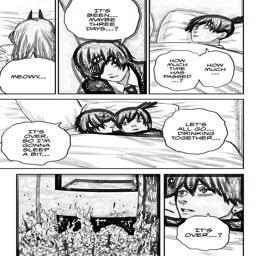 HOW
MUCH...
HOW
MUCH
TIME
HAS
PASSED
...?
IT'S
BEEN...
MAYBE
THREE
DAYS...?
MEOWY...
LET'S
ALL GO...
DRINKING
TOGETHER...
IT'S
OVER.
SO I'M
GONNA
SLEEP
A BIT...
IT'S
OVER...?